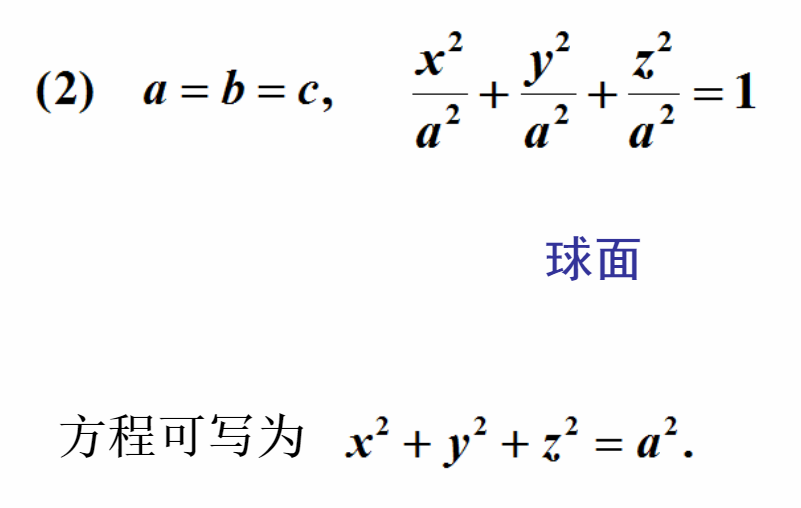 (2) a = b = c, x²/a² + y²/a² + z²/a² = 1
球面
方程可写为 x² + y² + z² = a².